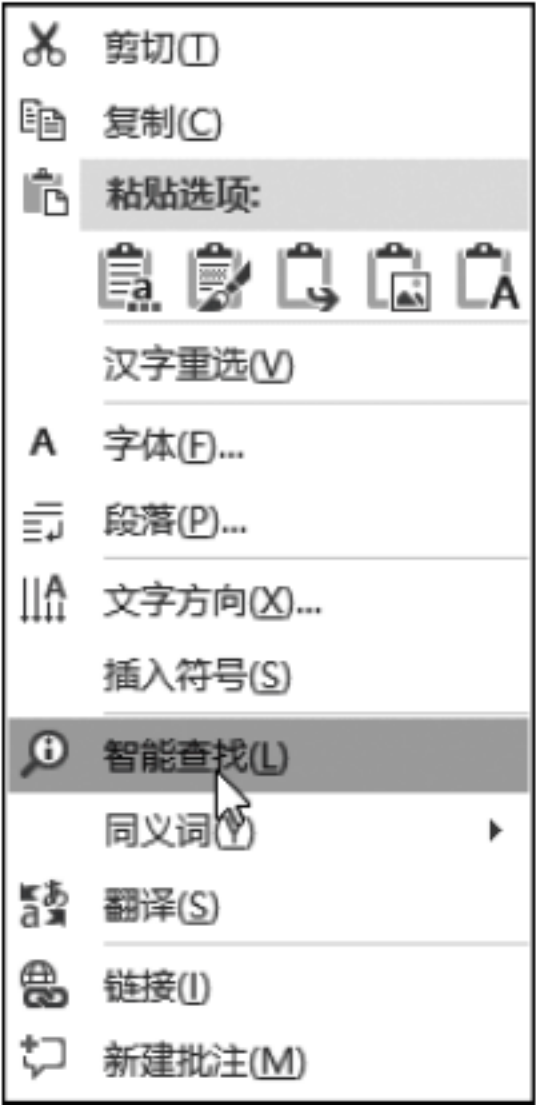 剪切(T)
复制(C)
粘贴选项:
汉字重选(V)
字体(F)...
段落(P)...
文字方向(X)...
插入符号(S)
智能查找(L)
同义词(Y)
翻译(S)
链接(I)
新建批注(M)